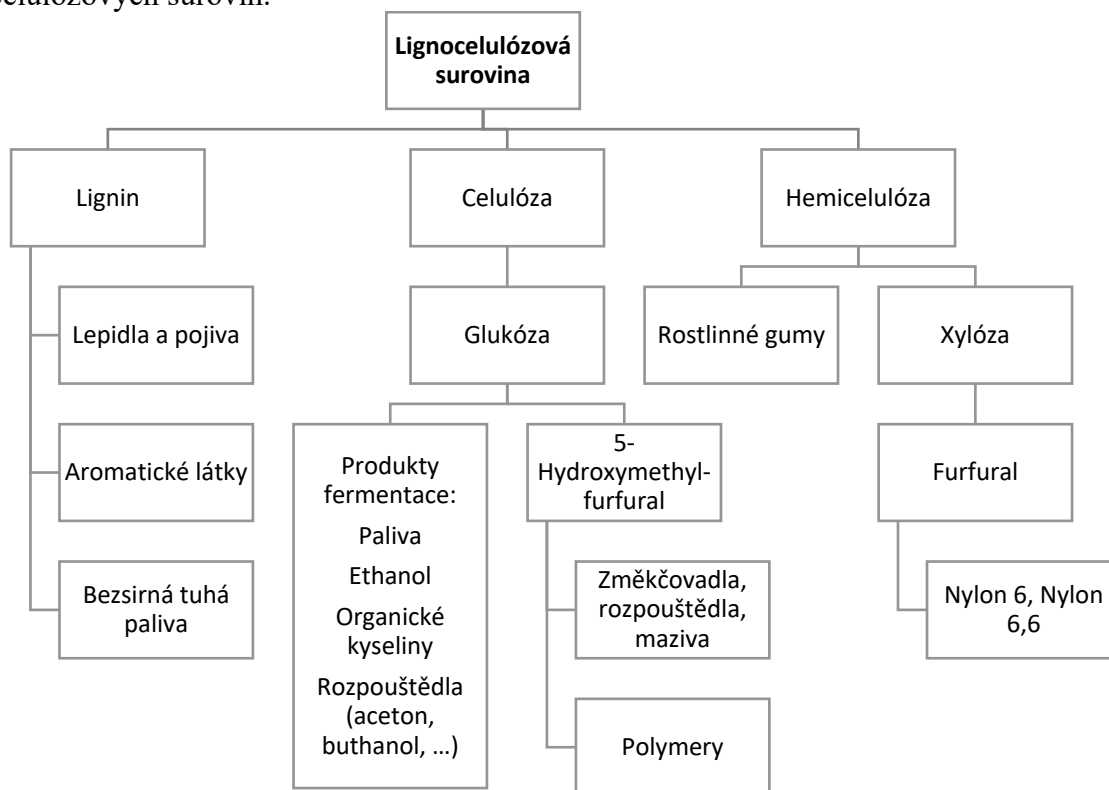 celulózových surovin.
Lignocelulózová
surovina
Lignin
Celulóza
Hemicelulóza
Lepidla a pojiva
Glukóza
Rostlinné gumy
Xylóza
Aromatické látky
Produkty
fermentace:
Paliva
Ethanol
Organické
kyseliny
Rozpouštědla
(aceton,
buthanol, …)
5-
Hydroxymethyl-
furfural
Furfural
Bezsirná tuhá
paliva
Změkčovadla,
rozpouštědla,
maziva
Nylon 6, Nylon
6,6
Polymery